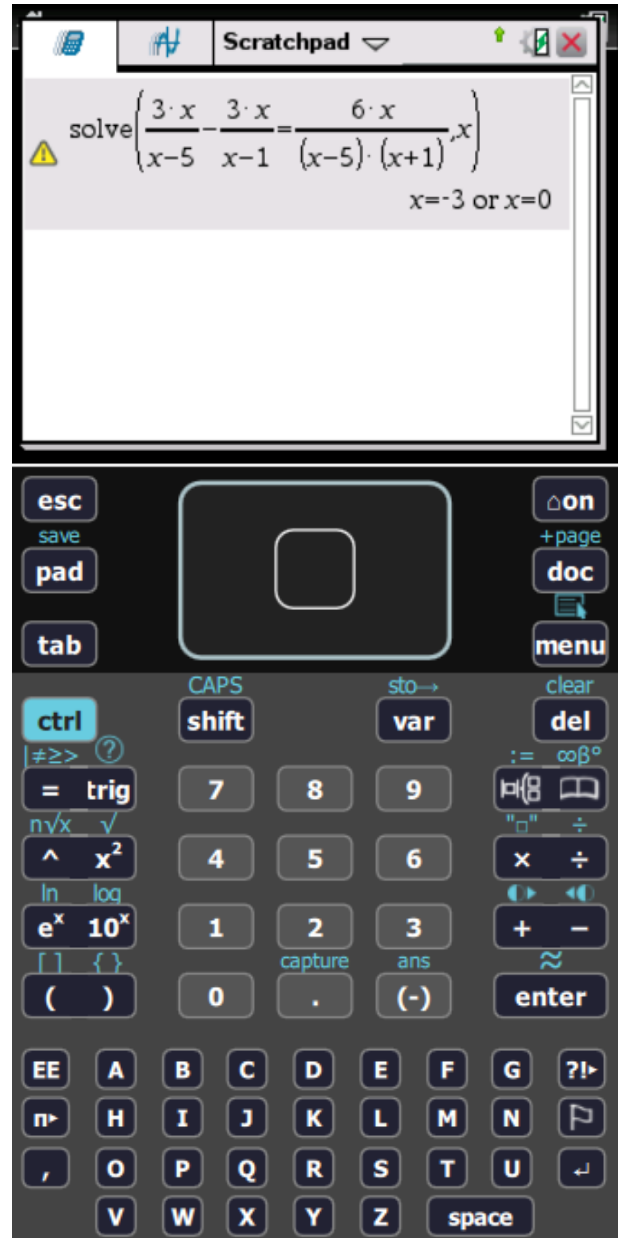 Scratchpad
solve(3·x/(x−5)−3·x/(x−1)=6·x/((x−5)·(x+1)),x)
x=-3 or x=0
esc
⌂on
save
+page
pad
doc
tab
menu
CAPS
sto→
clear
ctrl
shift
var
del
|≠≥> ?
:= ∞β°
= trig
7
8
9
n√x √
"□" ÷
^ x²
4
5
6
× ÷
ln log
eˣ 10ˣ
1
2
3
+ −
[ ] { }
capture
ans
≈
( )
0
.
(-)
enter
EE A B C D E F G ?!▸
π▸ H I J K L M N
, O P Q R S T U ↵
V W X Y Z space